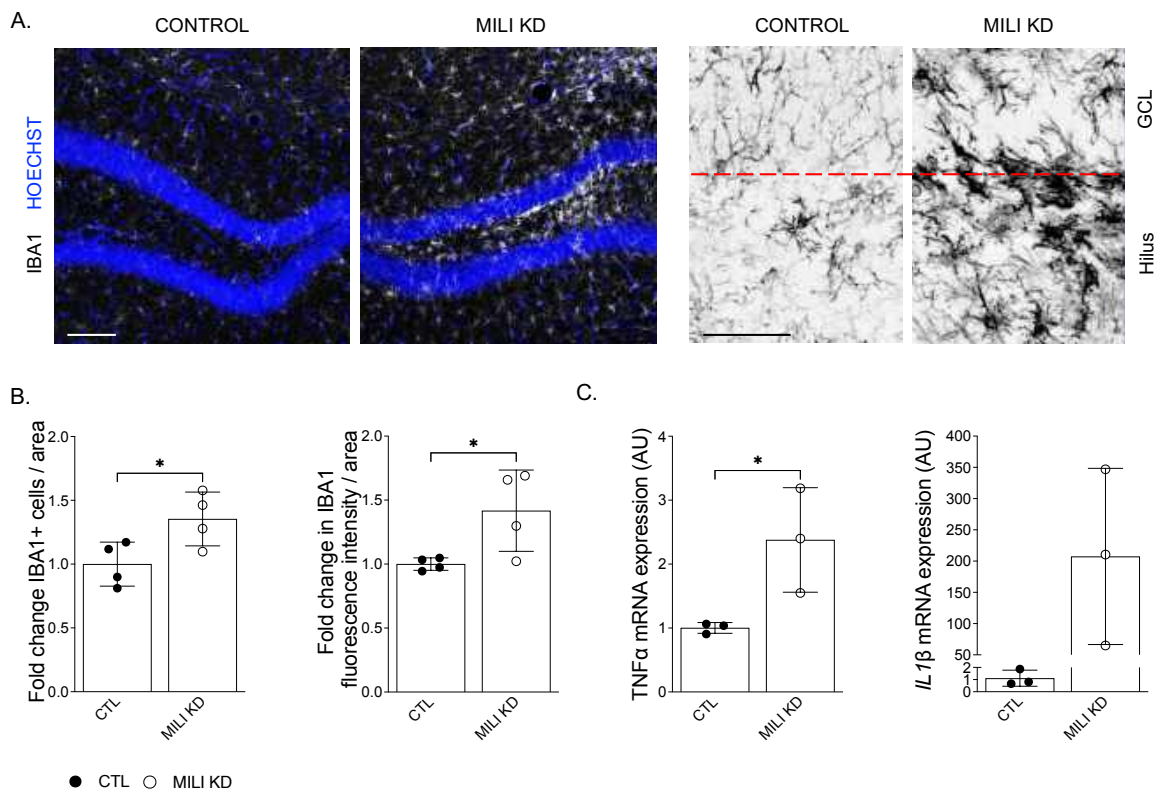 A.
CONTROL
MILI KD
CONTROL
MILI KD
IBA1 HOECHST
GCL
Hilus
B.
Fold change IBA1+ cells / area
2.0
1.5
1.0
0.5
0.0
*
CTL
MILI KD
Fold change in IBA1
fluorescence intensity / area
2.0
1.5
1.0
0.5
0.0
*
CTL
MILI KD
C.
TNFα mRNA expression (AU)
4
3
2
1
0
*
CTL
MILI KD
IL1β mRNA expression (AU)
400
350
300
250
200
150
100
50
2
1
0
CTL
MILI KD
● CTL ○ MILI KD